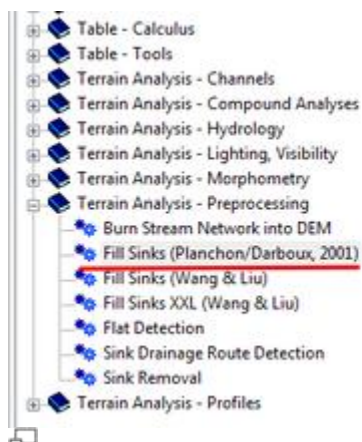 Table - Calculus
Table - Tools
Terrain Analysis - Channels
Terrain Analysis - Compound Analyses
Terrain Analysis - Hydrology
Terrain Analysis - Lighting, Visibility
Terrain Analysis - Morphometry
Terrain Analysis - Preprocessing
Burn Stream Network into DEM
Fill Sinks (Planchon/Darboux, 2001)
Fill Sinks (Wang & Liu)
Fill Sinks XXL (Wang & Liu)
Flat Detection
Sink Drainage Route Detection
Sink Removal
Terrain Analysis - Profiles